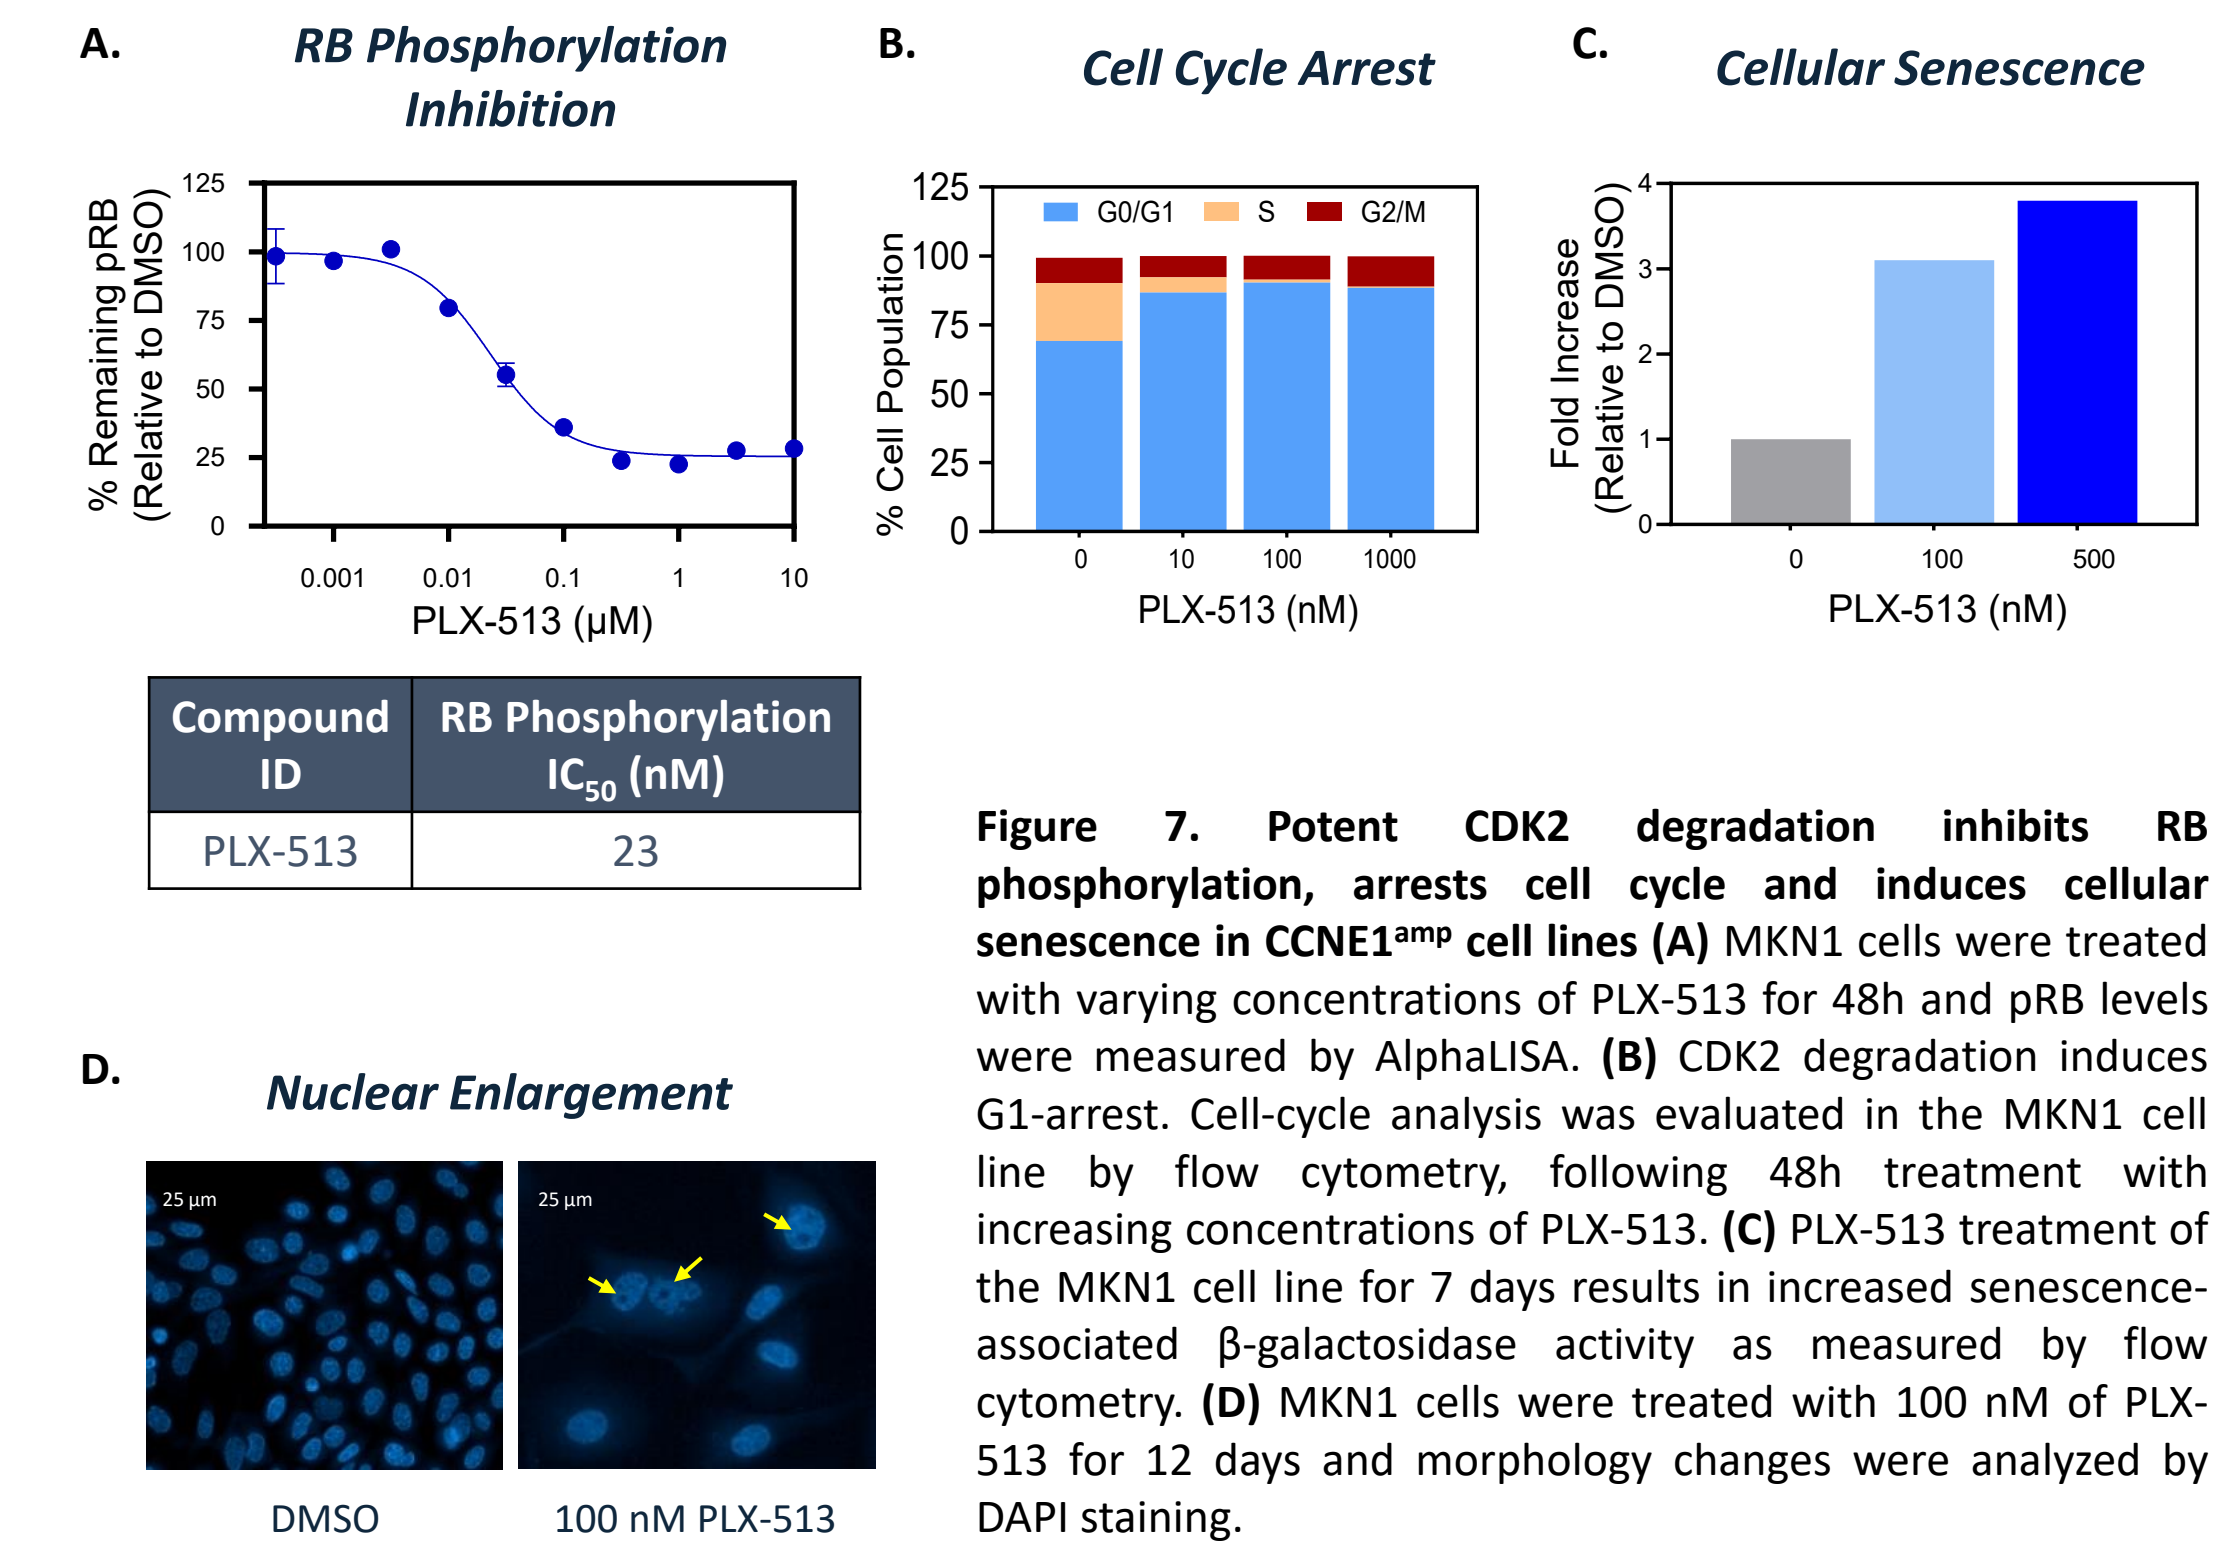 A.
RB Phosphorylation
Inhibition
125
100
75
50
25
0
% Remaining pRB
(Relative to DMSO)
0.001 0.01 0.1 1 10
PLX-513 (µM)
Compound
ID
RB Phosphorylation
IC50 (nM)
PLX-513 23
B.
Cell Cycle Arrest
125
100
75
50
25
0
% Cell Population
G0/G1 S G2/M
0 10 100 1000
PLX-513 (nM)
C.
Cellular Senescence
4
3
2
1
0
Fold Increase
(Relative to DMSO)
0 100 500
PLX-513 (nM)
D.
Nuclear Enlargement
25 µm
25 µm
DMSO
100 nM PLX-513
Figure 7. Potent CDK2 degradation inhibits RB
phosphorylation, arrests cell cycle and induces cellular
senescence in CCNE1amp cell lines (A) MKN1 cells were treated
with varying concentrations of PLX-513 for 48h and pRB levels
were measured by AlphaLISA. (B) CDK2 degradation induces
G1-arrest. Cell-cycle analysis was evaluated in the MKN1 cell
line by flow cytometry, following 48h treatment with
increasing concentrations of PLX-513. (C) PLX-513 treatment of
the MKN1 cell line for 7 days results in increased senescence-
associated β-galactosidase activity as measured by flow
cytometry. (D) MKN1 cells were treated with 100 nM of PLX-
513 for 12 days and morphology changes were analyzed by
DAPI staining.